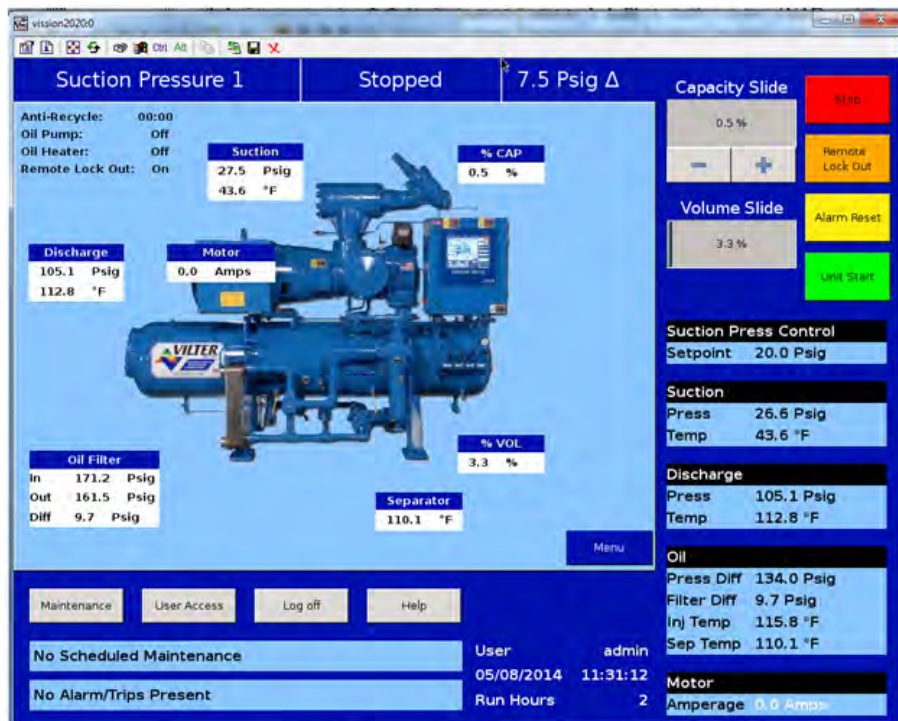 vission2020:0
Ctrl Alt
Suction Pressure 1 Stopped 7.5 Psig Δ
Anti-Recycle: 00:00
Oil Pump: Off
Oil Heater: Off
Remote Lock Out: On
Suction
27.5 Psig
43.6 °F
% CAP
0.5 %
Discharge
105.1 Psig
112.8 °F
Motor
0.0 Amps
VILTER
Oil Filter
In 171.2 Psig
Out 161.5 Psig
Diff 9.7 Psig
% VOL
3.3 %
Separator
110.1 °F
Menu
Capacity Slide
0.5 %
− +
Volume Slide
3.3 %
Stop
Remote
Lock Out
Alarm Reset
Unit Start
Suction Press Control
Setpoint 20.0 Psig
Suction
Press 26.6 Psig
Temp 43.6 °F
Discharge
Press 105.1 Psig
Temp 112.8 °F
Oil
Press Diff 134.0 Psig
Filter Diff 9.7 Psig
Inj Temp 115.8 °F
Sep Temp 110.1 °F
Motor
Amperage 0.0 Amps
Maintenance User Access Log off Help
No Scheduled Maintenance
No Alarm/Trips Present
User admin
05/08/2014 11:31:12
Run Hours 2